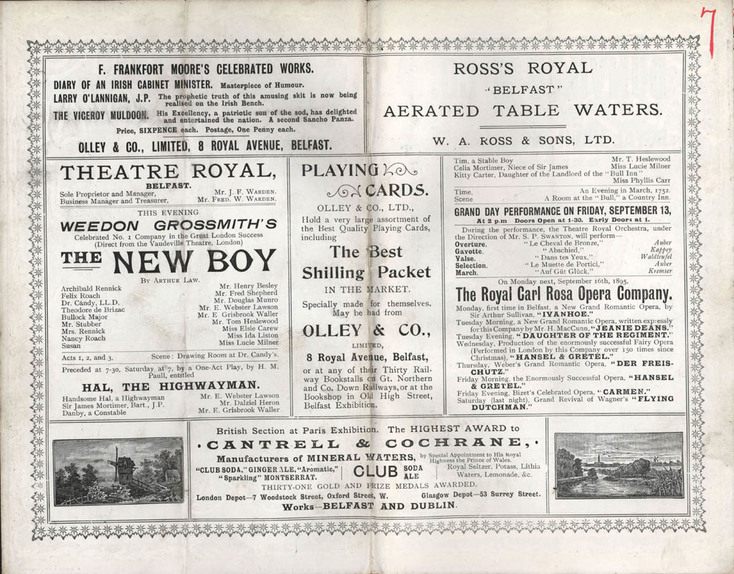 7
F. FRANKFORT MOORE'S CELEBRATED WORKS.
DIARY OF AN IRISH CABINET MINISTER. Masterpiece of Humour.
LARRY O'LANNIGAN, J.P. The prophetic truth of this amusing skit is now being
realised on the Irish Bench.
THE VICEROY MULDOON. His Excellency, a patriotic son of the sod, has delighted
and entertained the nation. A second Sancho Panza.
Price, SIXPENCE each. Postage, One Penny each.
OLLEY & CO., LIMITED, 8 ROYAL AVENUE, BELFAST.
ROSS'S ROYAL
"BELFAST"
AERATED TABLE WATERS.
W. A. ROSS & SONS, LTD.
THEATRE ROYAL,
BELFAST.
Sole Proprietor and Manager, Mr. J. F. WARDEN.
Business Manager and Treasurer, Mr. FRED. W. WARDEN.
THIS EVENING
WEEDON GROSSMITH'S
Celebrated No. 1 Company in the Great London Success
(Direct from the Vaudeville Theatre, London)
THE NEW BOY
BY ARTHUR LAW.
Archibald Rennick Mr. Henry Besley
Felix Roach Mr. Fred Shepherd
Dr. Candy, LL.D. Mr. Douglas Munro
Theodore de Brizac Mr. E. Webster Lawson
Bullock Major Mr. E. Grisbrook Waller
Mr. Stubber Mr. Tom Heslewood
Mrs. Rennick Miss Elsie Carew
Nancy Roach Miss Ida Liston
Susan Miss Lucie Milner
Acts 1, 2, and 3. Scene: Drawing Room at Dr. Candy's.
Preceded at 7-30, Saturday at 7, by a One-Act Play, by H. M.
Paull, entitled
HAL, THE HIGHWAYMAN.
Handsome Hal, a Highwayman Mr. E. Webster Lawson
Sir James Mortimer, Bart., J.P. Mr. Dalziel Heron
Danby, a Constable Mr. E. Grisbrook Waller
PLAYING
CARDS.
OLLEY & CO., LTD.,
Hold a very large assortment of
the Best Quality Playing Cards,
including
The Best
Shilling Packet
IN THE MARKET.
Specially made for themselves.
May be had from
OLLEY & CO.,
LIMITED,
8 Royal Avenue, Belfast,
or at any of their Thirty Rail-
way Bookstalls on Gt. Northern
and Co. Down Railways, or at the
Bookshop in Old High Street,
Belfast Exhibition.
Tim, a Stable Boy Mr. T. Heslewood
Celia Mortimer, Niece of Sir James Miss Lucie Milner
Kitty Carter, Daughter of the Landlord of the "Bull Inn"
Miss Phyllis Carr
Time. An Evening in March, 1752.
Scene A Room at the "Bull," a Country Inn.
GRAND DAY PERFORMANCE ON FRIDAY, SEPTEMBER 13,
At 2 p.m. Doors Open at 1-30. Early Doors at 1.
During the performance, the Theatre Royal Orchestra, under
the Direction of Mr. S. P. SWANTON, will perform—
Overture. "Le Cheval de Bronze," Auber
Gavotte. "Abschied," Kappey
Valse. "Dans tes Yeux," Waldteufel
Selection. "Le Muette de Portici," Auber
March. "Auf Güt Glück," Kremser
On Monday next, September 16th, 1895.
The Royal Carl Rosa Opera Company.
Monday, first time in Belfast, a New Grand Romantic Opera, by
Sir Arthur Sullivan, "IVANHOE."
Tuesday Morning, a New Grand Romantic Opera, written expressly
for this Company by Mr. H. MacCunn, "JEANIE DEANS."
Tuesday Evening, "DAUGHTER OF THE REGIMENT."
Wednesday, Production of the enormously successful Fairy Opera
(Performed in London by this Company over 130 times since
Christmas), "HANSEL & GRETEL."
Thursday, Weber's Grand Romantic Opera, "DER FREIS-
CHUTZ."
Friday Morning, the Enormously Successful Opera, "HANSEL
& GRETEL."
Friday Evening, Bizet's Celebrated Opera, "CARMEN."
Saturday (last night), Grand Revival of Wagner's "FLYING
DUTCHMAN."
British Section at Paris Exhibition. The HIGHEST AWARD to
CANTRELL & COCHRANE,
Manufacturers of MINERAL WATERS, by Special Appointment to His Royal
Highness the Prince of Wales.
"CLUB SODA," GINGER ALE, "Aromatic,"
"Sparkling" MONTSERRAT.
CLUB SODA
ALE
Royal Seltzer, Potass, Lithia
Waters, Lemonade, &c.
THIRTY-ONE GOLD AND PRIZE MEDALS AWARDED.
London Depot—7 Woodstock Street, Oxford Street, W. Glasgow Depot—53 Surrey Street.
Works—BELFAST AND DUBLIN.